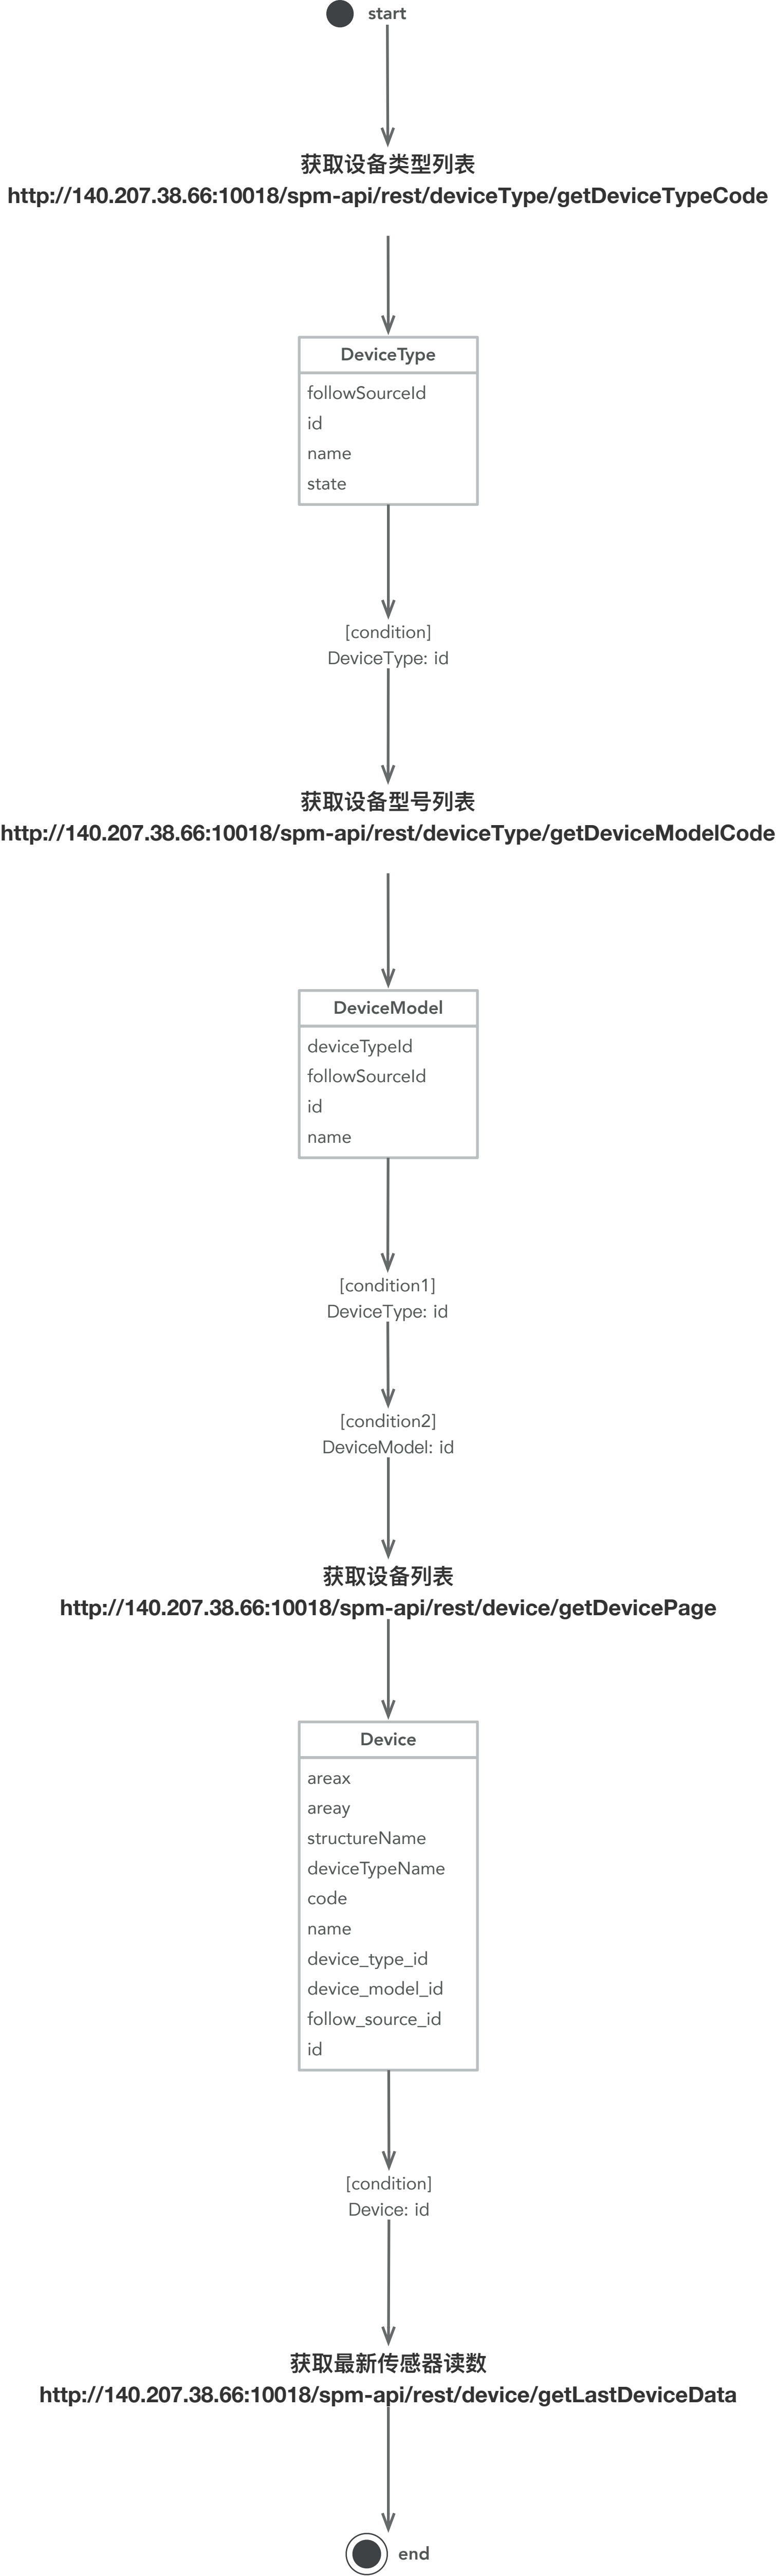 start
获取设备类型列表
http://140.207.38.66:10018/spm-api/rest/deviceType/getDeviceTypeCode
DeviceType
followSourceId
id
name
state
[condition]
DeviceType: id
获取设备型号列表
http://140.207.38.66:10018/spm-api/rest/deviceType/getDeviceModelCode
DeviceModel
deviceTypeId
followSourceId
id
name
[condition1]
DeviceType: id
[condition2]
DeviceModel: id
获取设备列表
http://140.207.38.66:10018/spm-api/rest/device/getDevicePage
Device
areax
areay
structureName
deviceTypeName
code
name
device_type_id
device_model_id
follow_source_id
id
[condition]
Device: id
获取最新传感器读数
http://140.207.38.66:10018/spm-api/rest/device/getLastDeviceData
end